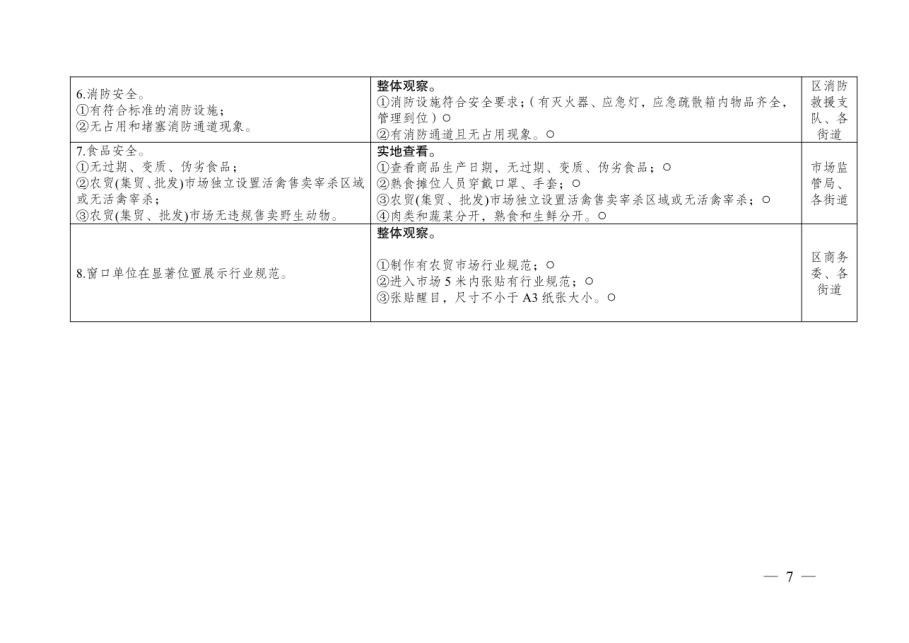 6.消防安全。
①有符合标准的消防设施；
②无占用和堵塞消防通道现象。
整体观察。
①消防设施符合安全要求；（有灭火器、应急灯，应急疏散箱内物品齐全，
管理到位）○
②有消防通道且无占用现象。○
区消防
救援支
队、各
街道
7.食品安全。
①无过期、变质、伪劣食品；
②农贸(集贸、批发)市场独立设置活禽售卖宰杀区域
或无活禽宰杀；
③农贸(集贸、批发)市场无违规售卖野生动物。
实地查看。
①查看商品生产日期，无过期、变质、伪劣食品；○
②熟食摊位人员穿戴口罩、手套；○
③农贸(集贸、批发)市场独立设置活禽售卖宰杀区域或无活禽宰杀；○
④肉类和蔬菜分开，熟食和生鲜分开。○
市场监
管局、
各街道
8.窗口单位在显著位置展示行业规范。
整体观察。
①制作有农贸市场行业规范；○
②进入市场 5 米内张贴有行业规范；○
③张贴醒目，尺寸不小于 A3 纸张大小。○
区商务
委、各
街道
— 7 —